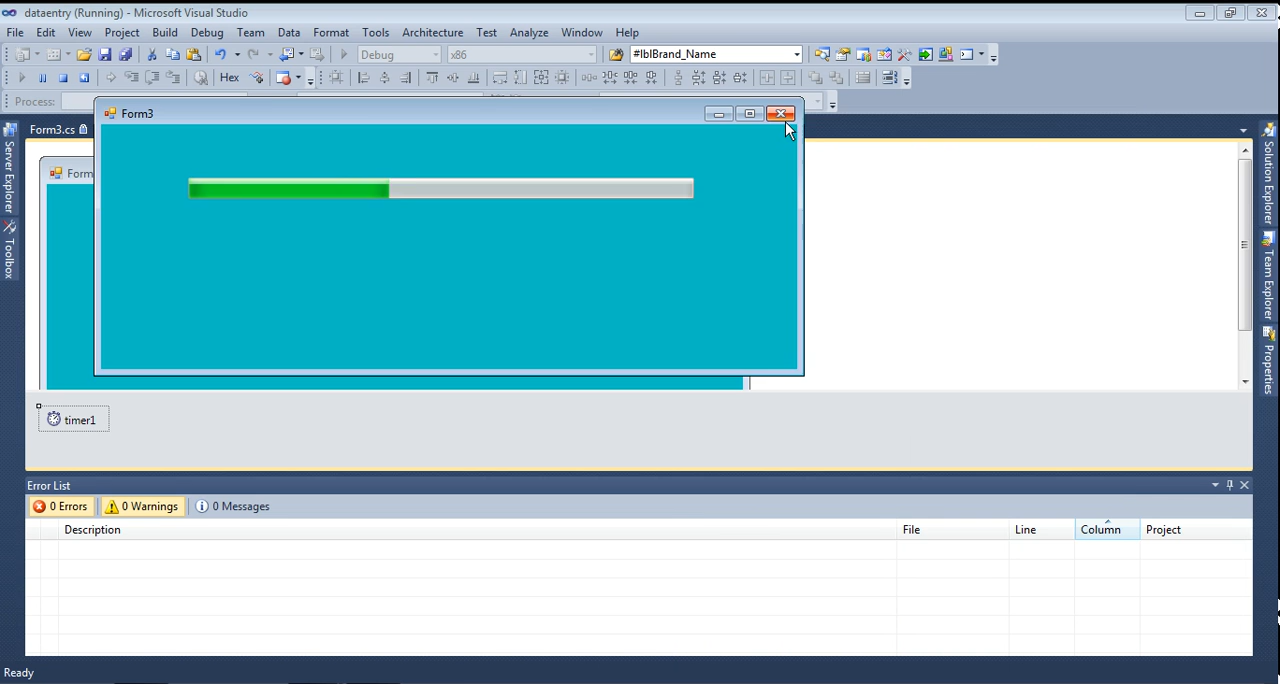 dataentry (Running) - Microsoft Visual Studio
File Edit View Project Build Debug Team Data Format Tools Architecture Test Analyze Window Help
Debug x86 #lblBrand_Name
Hex
Process:
Form3
Form3.cs
Form
Server Explorer
Toolbox
Solution Explorer
Team Explorer
Properties
timer1
Error List
0 Errors 0 Warnings 0 Messages
Description File Line Column Project
Ready